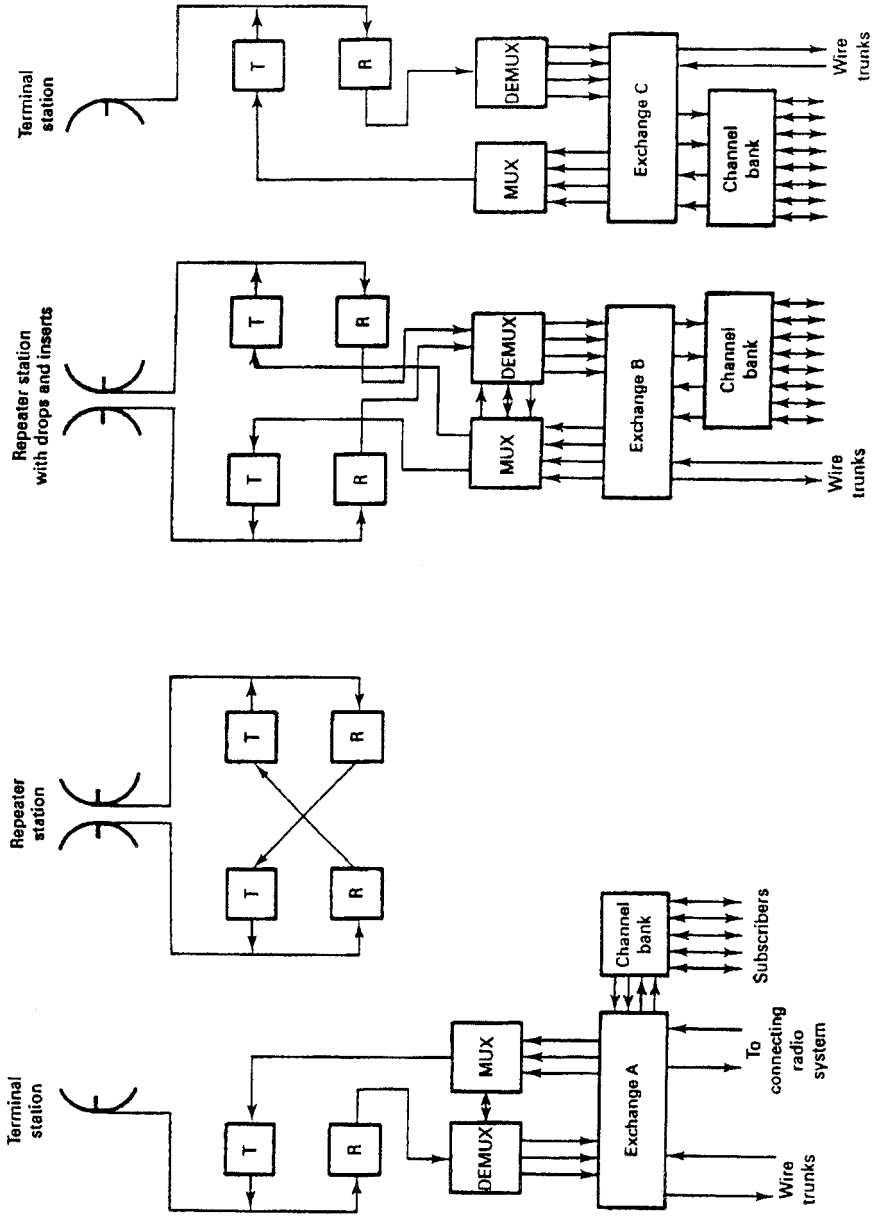 Terminal
station
Repeater
station
Repeater station
with drops and inserts
Terminal
station
T
R
T
R
T
R
T
R
T
R
T
R
DEMUX
MUX
MUX
DEMUX
MUX
DEMUX
Exchange A
Channel
bank
Exchange B
Exchange C
Channel
bank
Channel
bank
Wire
trunks
To
connecting
radio
system
Subscribers
Wire
trunks
Wire
trunks